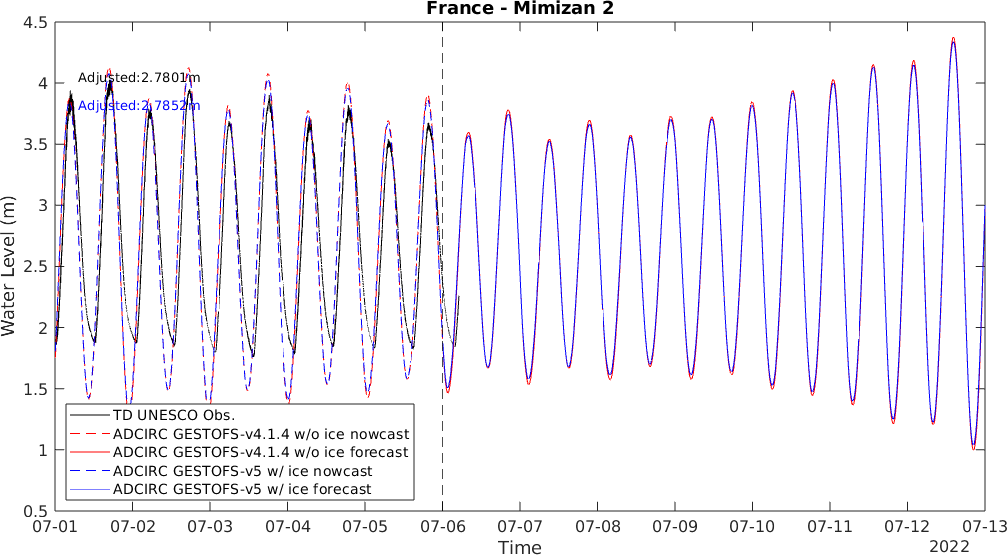 France - Mimizan 2
Water Level (m)
4.5
4
3.5
3
2.5
2
1.5
1
0.5
Adjusted:2.7801m
Adjusted:2.7852m
TD UNESCO Obs.
ADCIRC GESTOFS-v4.1.4 w/o ice nowcast
ADCIRC GESTOFS-v4.1.4 w/o ice forecast
ADCIRC GESTOFS-v5 w/ ice nowcast
ADCIRC GESTOFS-v5 w/ ice forecast
07-01 07-02 07-03 07-04 07-05 07-06 07-07 07-08 07-09 07-10 07-11 07-12 07-13
Time
2022